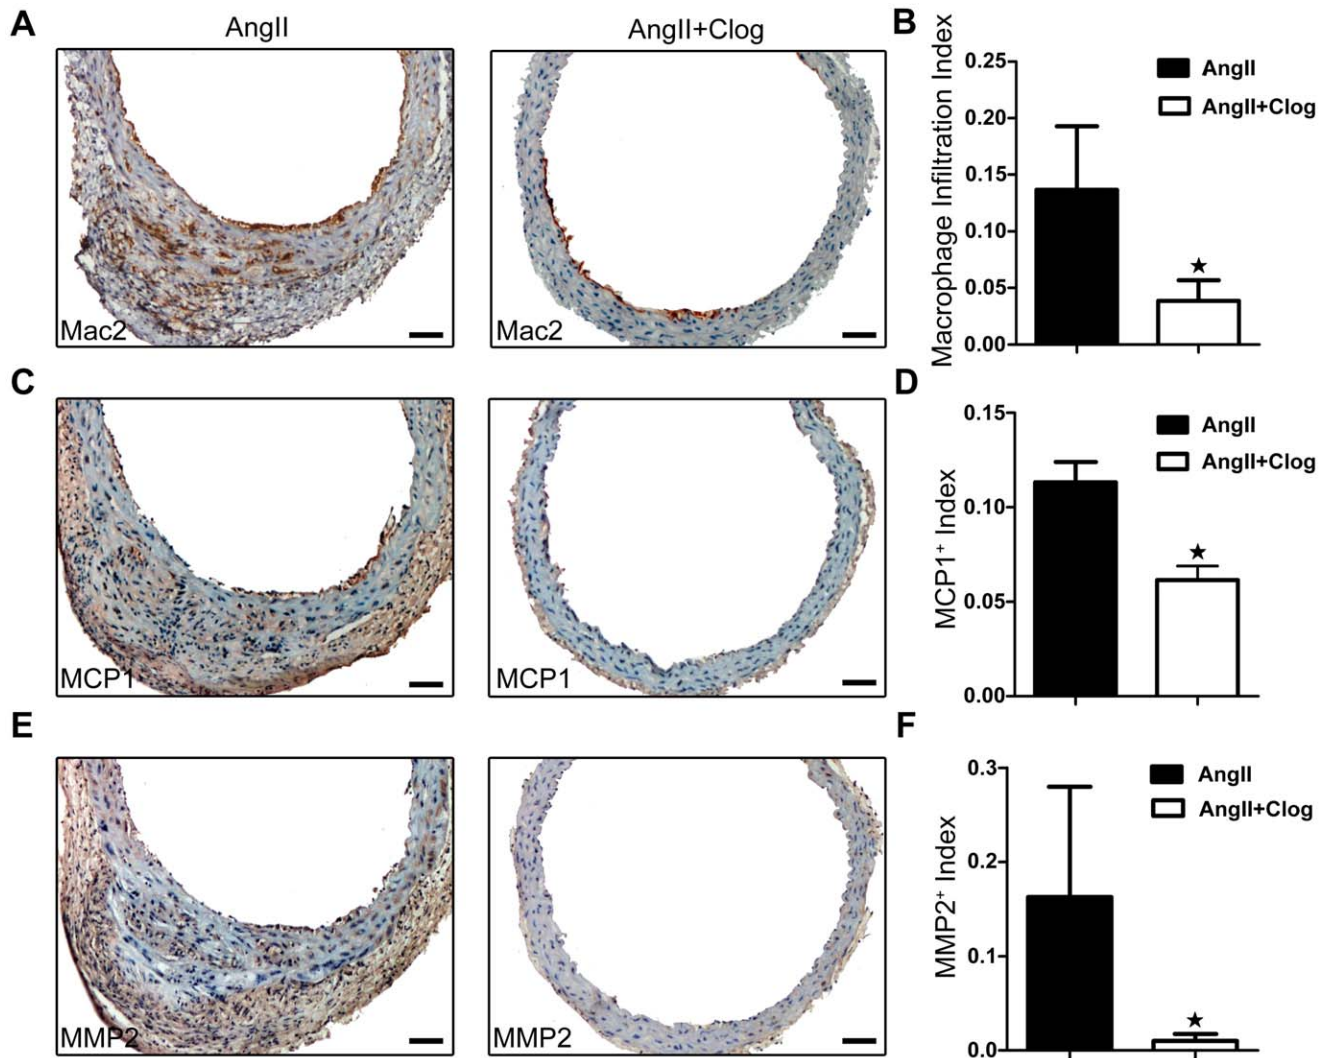 A
AngII
AngII+Clog
Mac2
Mac2
B
Macrophage Infiltration Index
0.25
0.20
0.15
0.10
0.05
0.00
AngII
AngII+Clog
★
C
MCP1
MCP1
D
MCP1⁺ Index
0.15
0.10
0.05
0.00
AngII
AngII+Clog
★
E
MMP2
MMP2
F
MMP2⁺ Index
0.3
0.2
0.1
0.0
AngII
AngII+Clog
★